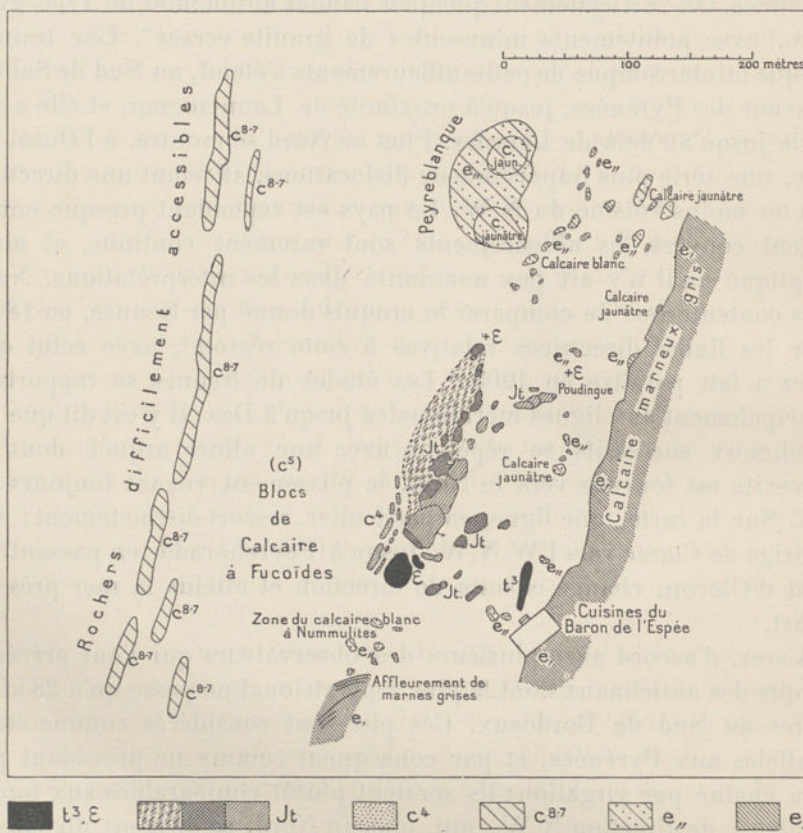 0 100 200 mètres
Rochers difficilement accessibles
c⁸⁻⁷
c⁸⁻⁷
c⁸⁻⁷
c⁸⁻⁷
c⁸⁻⁷
c⁸⁻⁷
c⁸⁻⁷
Peyreblanque
c
jaun.
e,,
c.
jaunâtre
e,,
Calcaire jaunâtre
e,,
e,,
Calcaire blanc
e,
Calcaire
jaunâtre
e,
Calcaire marneux gris
+ε
e,,
+ε
Poudingue
Jt
e,
Jt
e,,
Calcaire
jaunâtre
(c⁵)
Blocs
de
Calcaire
à Fucoïdes
c⁴
Jt
ε
Jt.
t³
e,,
e,
Cuisines du
Baron de l'Espée
e,
Zone du calcaire blanc
à Nummulites
e,,
Affleurement de
marnes grises
e,
t³,ε Jt c⁴ c⁸⁻⁷ e,, e,